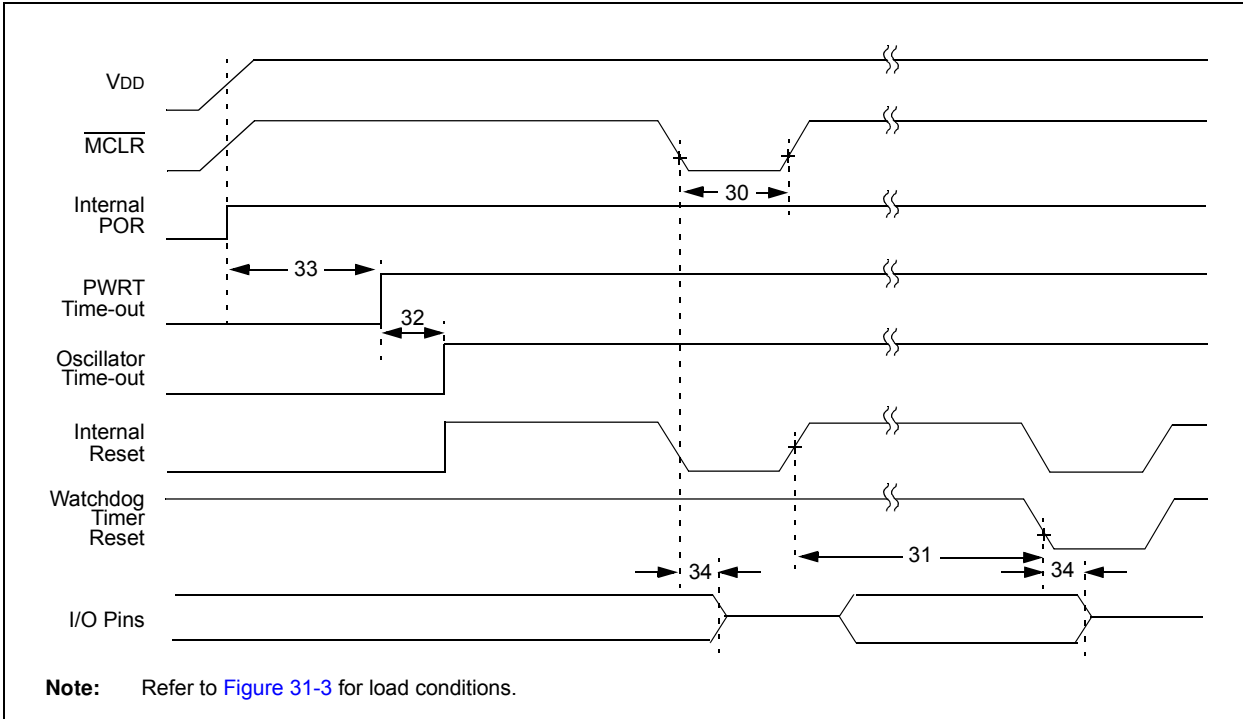 VDD
MCLR
30
Internal
POR
33
PWRT
Time-out
32
Oscillator
Time-out
Internal
Reset
Watchdog
Timer
Reset
31
34
34
I/O Pins
Note: Refer to Figure 31-3 for load conditions.